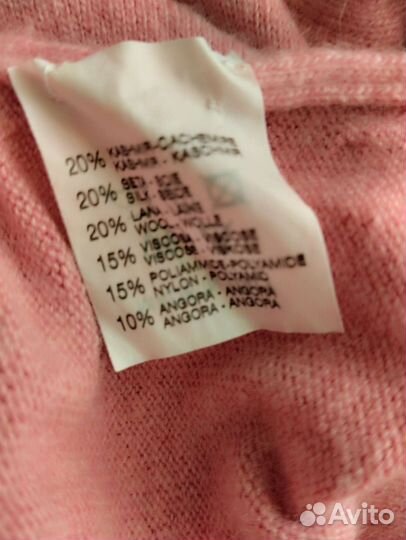 20% KASHMIR-CACHEMIRE
KASHMIR - KASCHMIR
20% SETA - SOIE
SILK - SEIDE
20% LANA - LAINE
WOOL - WOLLE
15% VISCOSA - VISCOSE
VISCOSE - VISKOSE
15% POLIAMMIDE-POLYAMIDE
NYLON - POLYAMID
10% ANGORA - ANGORA
ANGORA - ANGORA
Avito